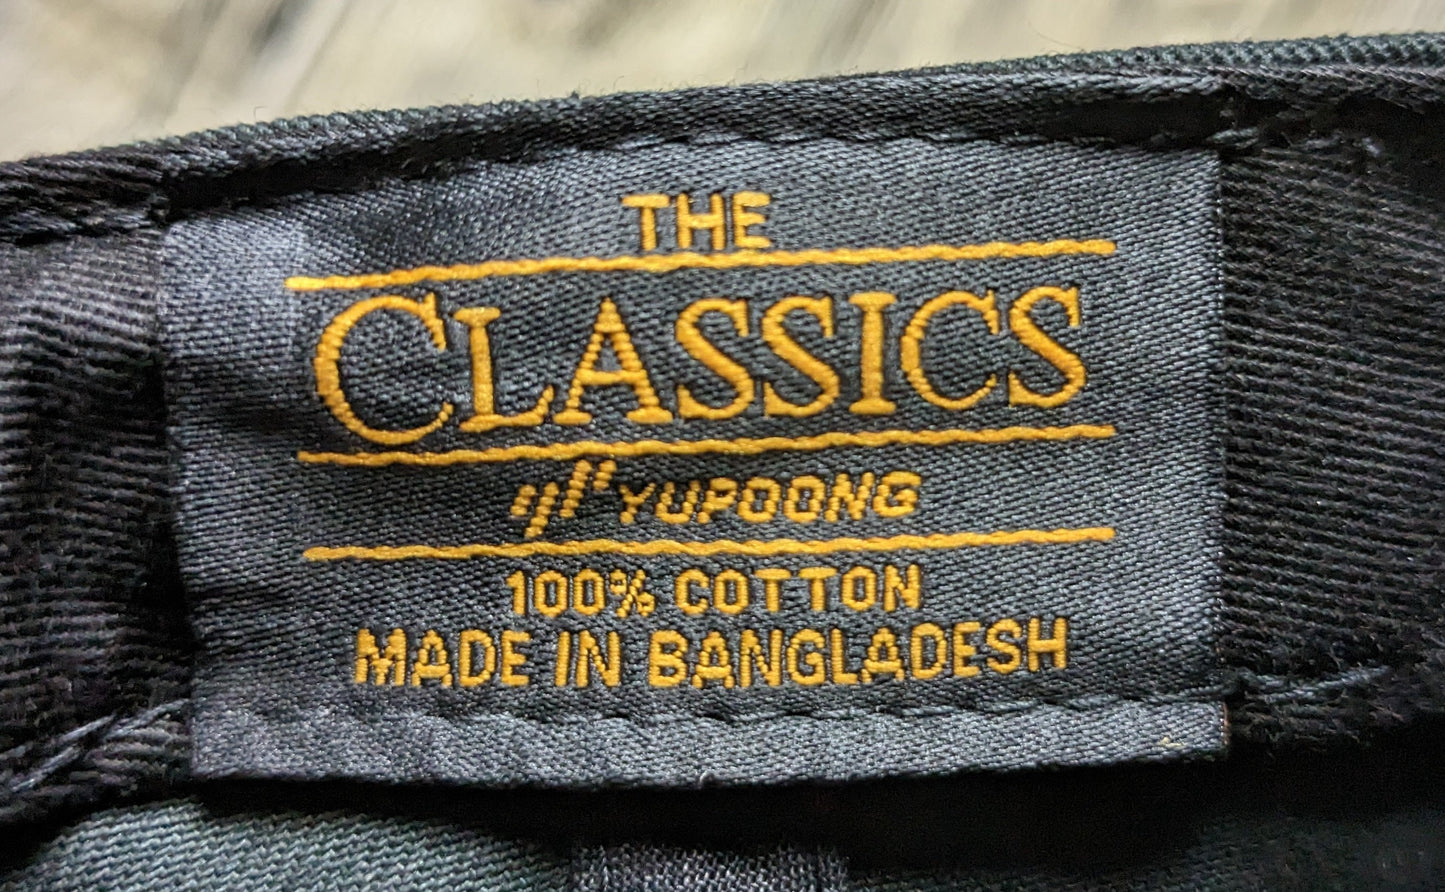 THE
CLASSICS
YUPOONG
100% COTTON
MADE IN BANGLADESH